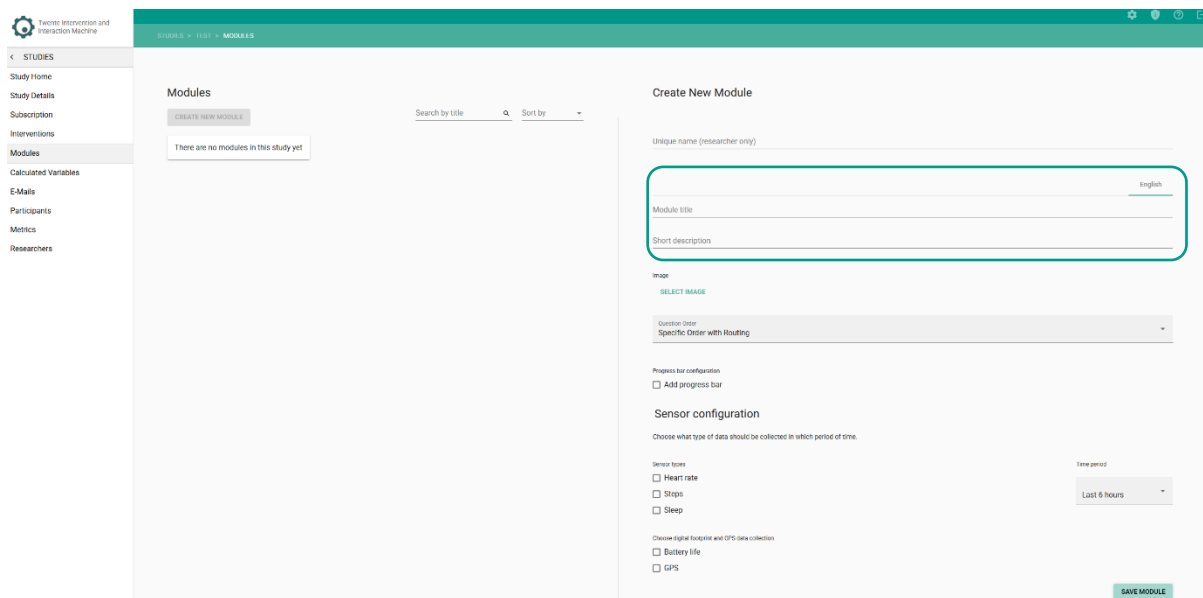 Twente Intervention and
Interaction Machine
STUDIES > TEST > MODULES
< STUDIES
Study Home
Study Details
Subscription
Interventions
Modules
Calculated Variables
E-Mails
Participants
Metrics
Researchers
Modules
CREATE NEW MODULE
Search by title
Sort by
There are no modules in this study yet
Create New Module
Unique name (researcher only)
English
Module title
Short description
Image
SELECT IMAGE
Question Order
Specific Order with Routing
Progress bar configuration
Add progress bar
Sensor configuration
Choose what type of data should be collected in which period of time.
Sensor types
Time period
Heart rate
Steps
Last 6 hours
Sleep
Choose digital footprint and GPS data collection
Battery life
GPS
SAVE MODULE